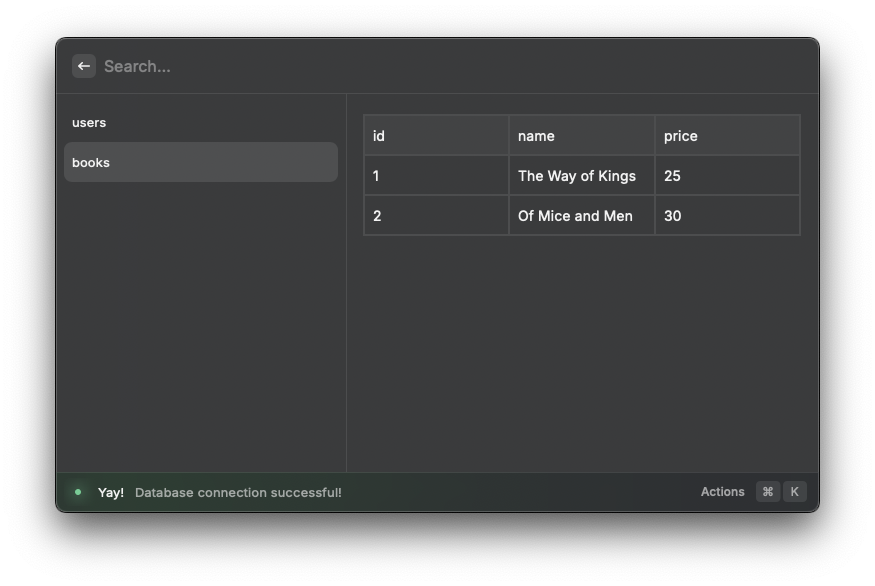 Search...
users
books
id name price
1 The Way of Kings 25
2 Of Mice and Men 30
Yay! Database connection successful! Actions ⌘ K